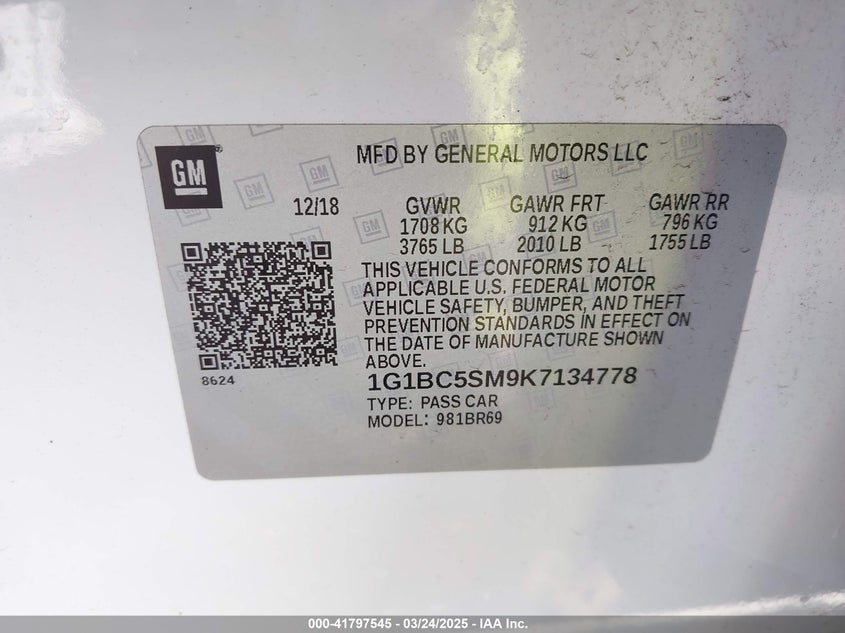 GM
MFD BY GENERAL MOTORS LLC
12/18 GVWR GAWR FRT GAWR RR
1708 KG 912 KG 796 KG
3765 LB 2010 LB 1755 LB
THIS VEHICLE CONFORMS TO ALL
APPLICABLE U.S. FEDERAL MOTOR
VEHICLE SAFETY, BUMPER, AND THEFT
PREVENTION STANDARDS IN EFFECT ON
THE DATE OF MANUFACTURE SHOWN
ABOVE.
8624
1G1BC5SM9K7134778
TYPE: PASS CAR
MODEL: 981BR69
000-41797545 - 03/24/2025 - IAA Inc.